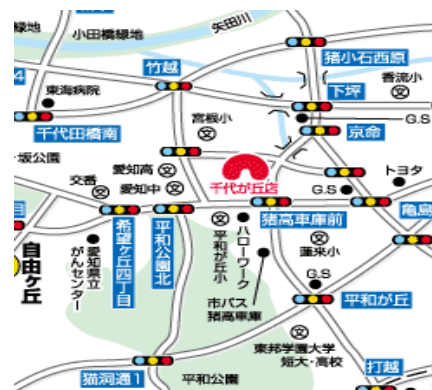 矢田川
小田橋緑地
緑地
猪小石西原
竹越
香流小
東海病院
下坪
宮根小
G.S
千代田橋南
京命
坂公園
愛知高
トヨタ
交番
愛知中
千代が丘店
G.S
猪高車庫前
亀島
希望ケ丘四丁目
平和公園北
平和が丘小
ハローワーク
蓬来小
自由ケ丘
愛知県立
がんセンター
G.S
市バス
猪高車庫
平和が丘
東邦学園大学
短大・高校
猫洞通1
平和公園
打越